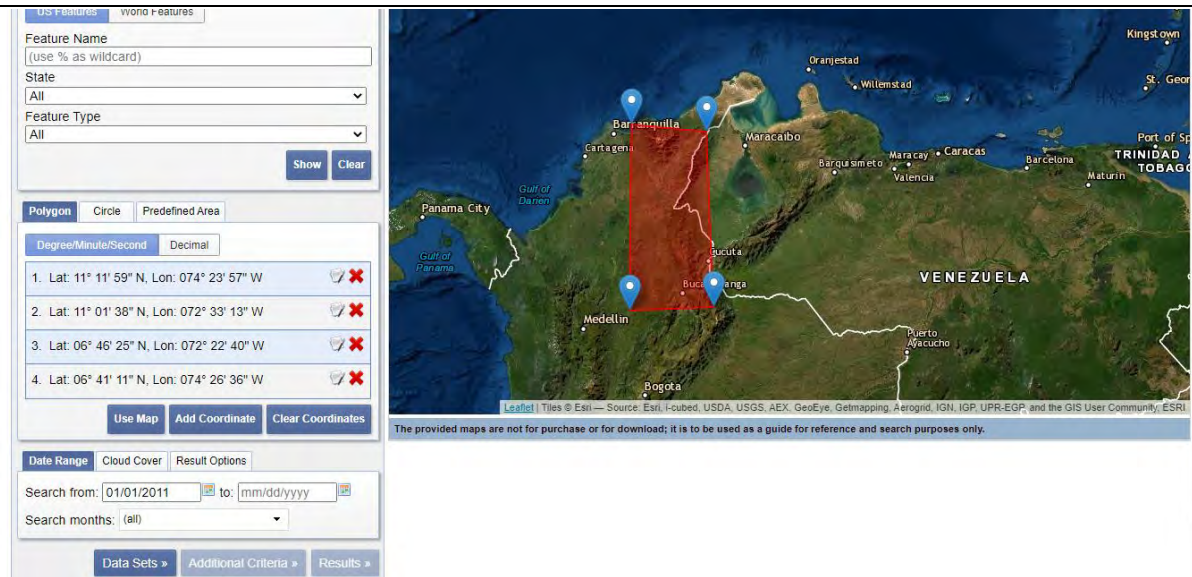 US Features World Features
Feature Name
(use % as wildcard)
State
All
Feature Type
All
Show Clear
Polygon Circle Predefined Area
Degree/Minute/Second Decimal
1. Lat: 11° 11' 59" N, Lon: 074° 23' 57" W
2. Lat: 11° 01' 38" N, Lon: 072° 33' 13" W
3. Lat: 06° 46' 25" N, Lon: 072° 22' 40" W
4. Lat: 06° 41' 11" N, Lon: 074° 26' 36" W
Use Map Add Coordinate Clear Coordinates
Date Range Cloud Cover Result Options
Search from: 01/01/2011 to: mm/dd/yyyy
Search months: (all)
Data Sets » Additional Criteria » Results »
Kingstown
Oranjestad
Willemstad
St. Geor
Barranquilla
Cartagena
Maracaibo
Port of Sp
Maracay Caracas
Barquisimeto
Valencia
Barcelona
Maturin
TRINIDAD
TOBAGO
Gulf of
Darien
Panama City
Gulf of
Panama
Cucuta
VENEZUELA
Buca anga
Medellin
Puerto
Ayacucho
Bogota
Leaflet | Tiles © Esri — Source: Esri, i-cubed, USDA, USGS, AEX, GeoEye, Getmapping, Aerogrid, IGN, IGP, UPR-EGP, and the GIS User Community, ESRI
The provided maps are not for purchase or for download; it is to be used as a guide for reference and search purposes only.